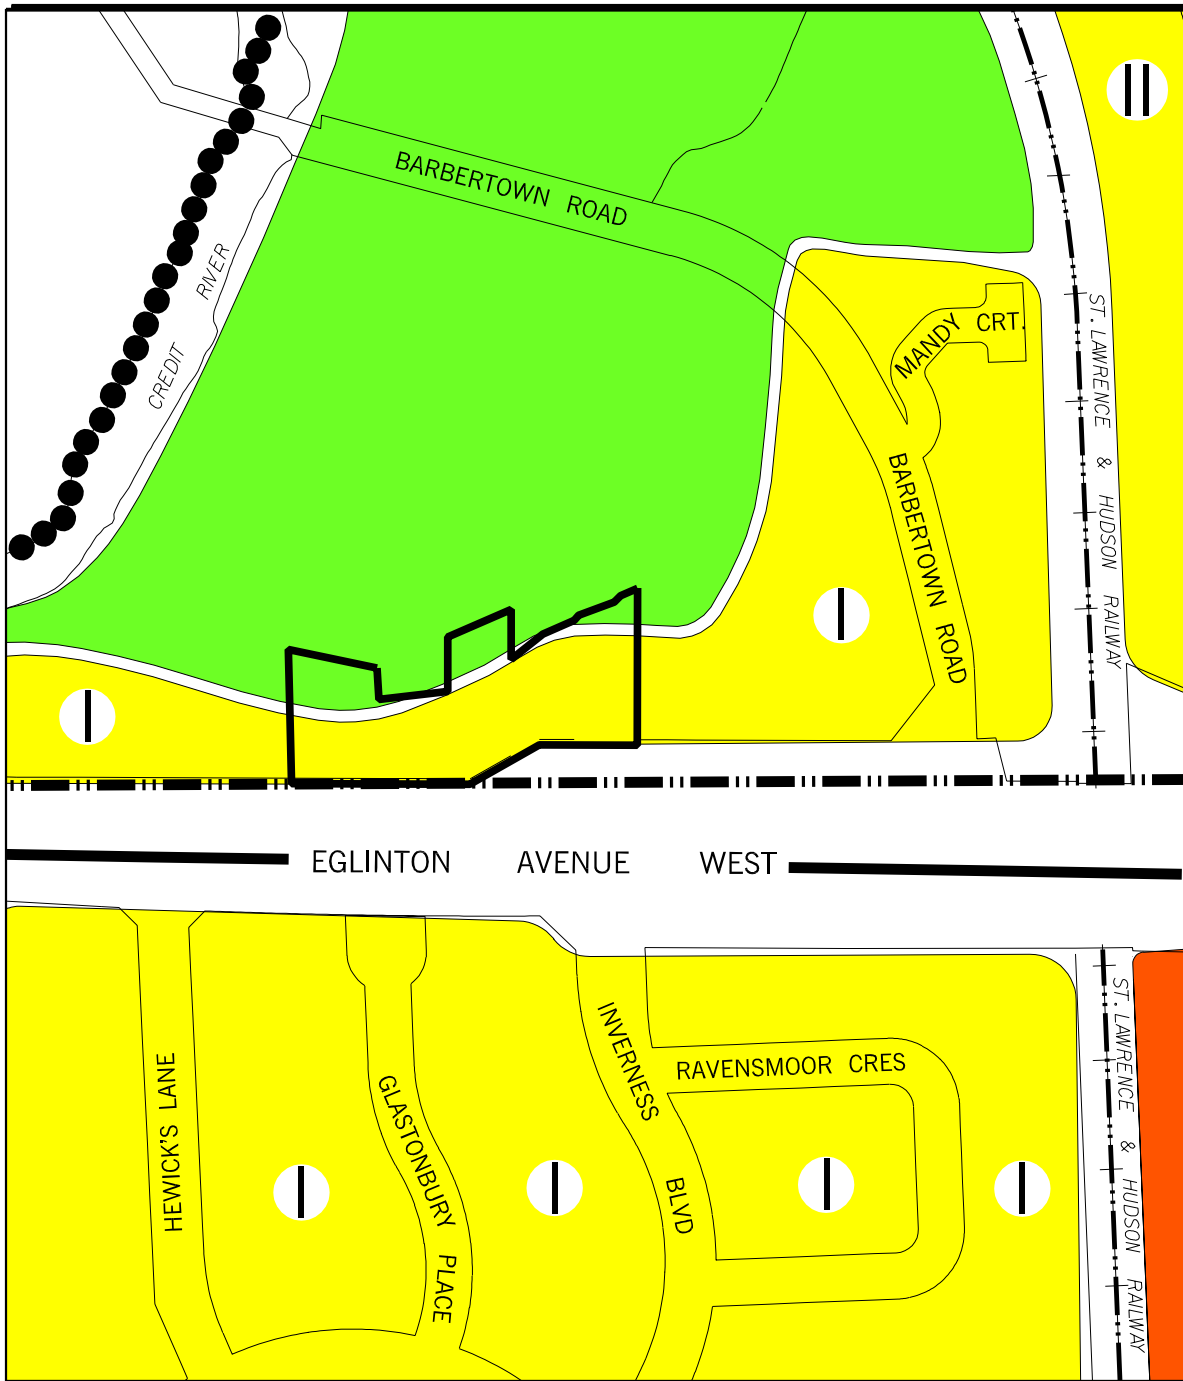 BARBERTOWN ROAD
CREDIT RIVER
MANDY CRT.
ST. LAWRENCE & HUDSON RAILWAY
BARBERTOWN ROAD
EGLINTON AVENUE WEST
HEWICK'S LANE
GLASTONBURY PLACE
INVERNESS BLVD
RAVENSMOOR CRES
ST. LAWRENCE & HUDSON RAILWAY